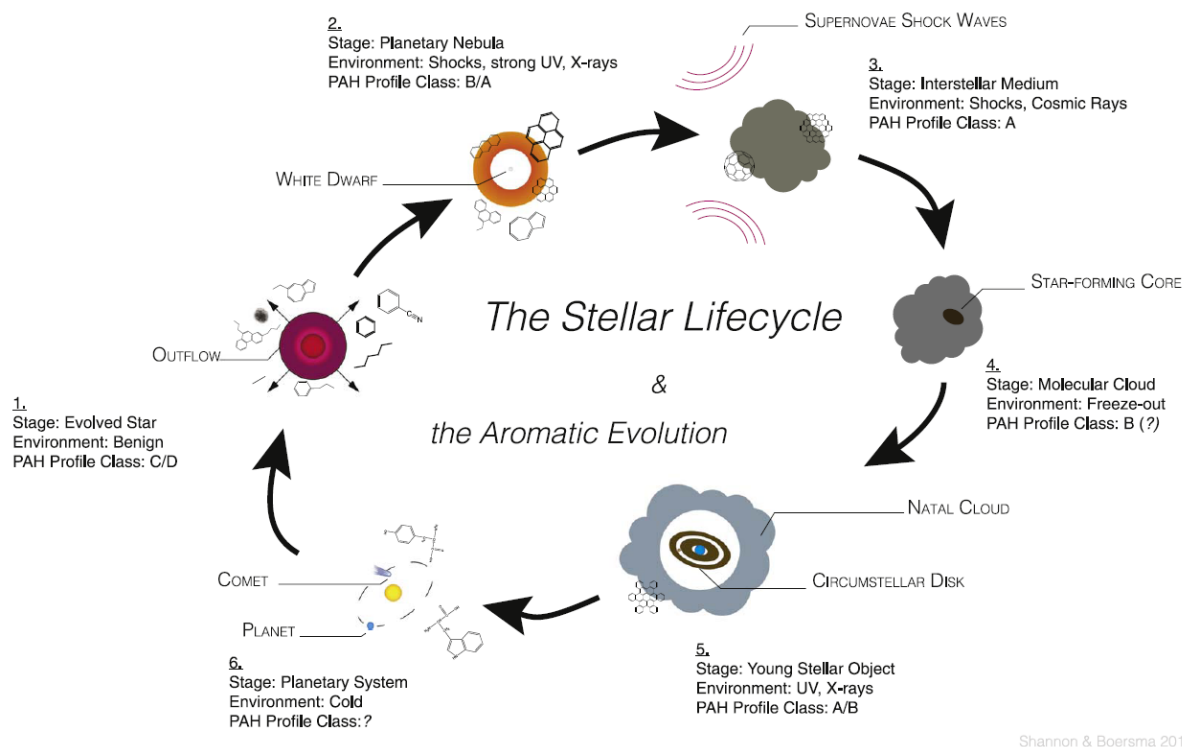 2.
Stage: Planetary Nebula
Environment: Shocks, strong UV, X-rays
PAH Profile Class: B/A
SUPERNOVAE SHOCK WAVES
3.
Stage: Interstellar Medium
Environment: Shocks, Cosmic Rays
PAH Profile Class: A
WHITE DWARF
STAR-FORMING CORE
The Stellar Lifecycle
&
the Aromatic Evolution
OUTFLOW
C≡N
4.
Stage: Molecular Cloud
Environment: Freeze-out
PAH Profile Class: B (?)
1.
Stage: Evolved Star
Environment: Benign
PAH Profile Class: C/D
NATAL CLOUD
CIRCUMSTELLAR DISK
COMET
PLANET
6.
Stage: Planetary System
Environment: Cold
PAH Profile Class: ?
5.
Stage: Young Stellar Object
Environment: UV, X-rays
PAH Profile Class: A/B
Shannon & Boersma 201